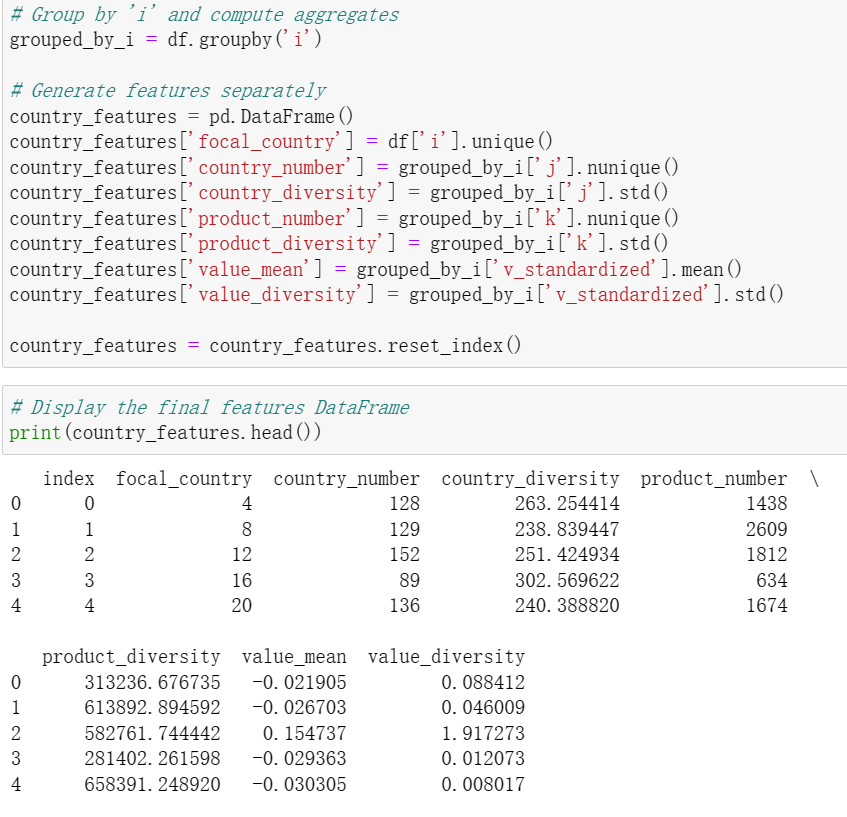 # Group by 'i' and compute aggregates
grouped_by_i = df.groupby('i')
# Generate features separately
country_features = pd.DataFrame()
country_features['focal_country'] = df['i'].unique()
country_features['country_number'] = grouped_by_i['j'].nunique()
country_features['country_diversity'] = grouped_by_i['j'].std()
country_features['product_number'] = grouped_by_i['k'].nunique()
country_features['product_diversity'] = grouped_by_i['k'].std()
country_features['value_mean'] = grouped_by_i['v_standardized'].mean()
country_features['value_diversity'] = grouped_by_i['v_standardized'].std()
country_features = country_features.reset_index()
# Display the final features DataFrame
print(country_features.head())
index focal_country country_number country_diversity product_number \
0 0 4 128 263.254414 1438
1 1 8 129 238.839447 2609
2 2 12 152 251.424934 1812
3 3 16 89 302.569622 634
4 4 20 136 240.388820 1674
product_diversity value_mean value_diversity
0 313236.676735 -0.021905 0.088412
1 613892.894592 -0.026703 0.046009
2 582761.744442 0.154737 1.917273
3 281402.261598 -0.029363 0.012073
4 658391.248920 -0.030305 0.008017